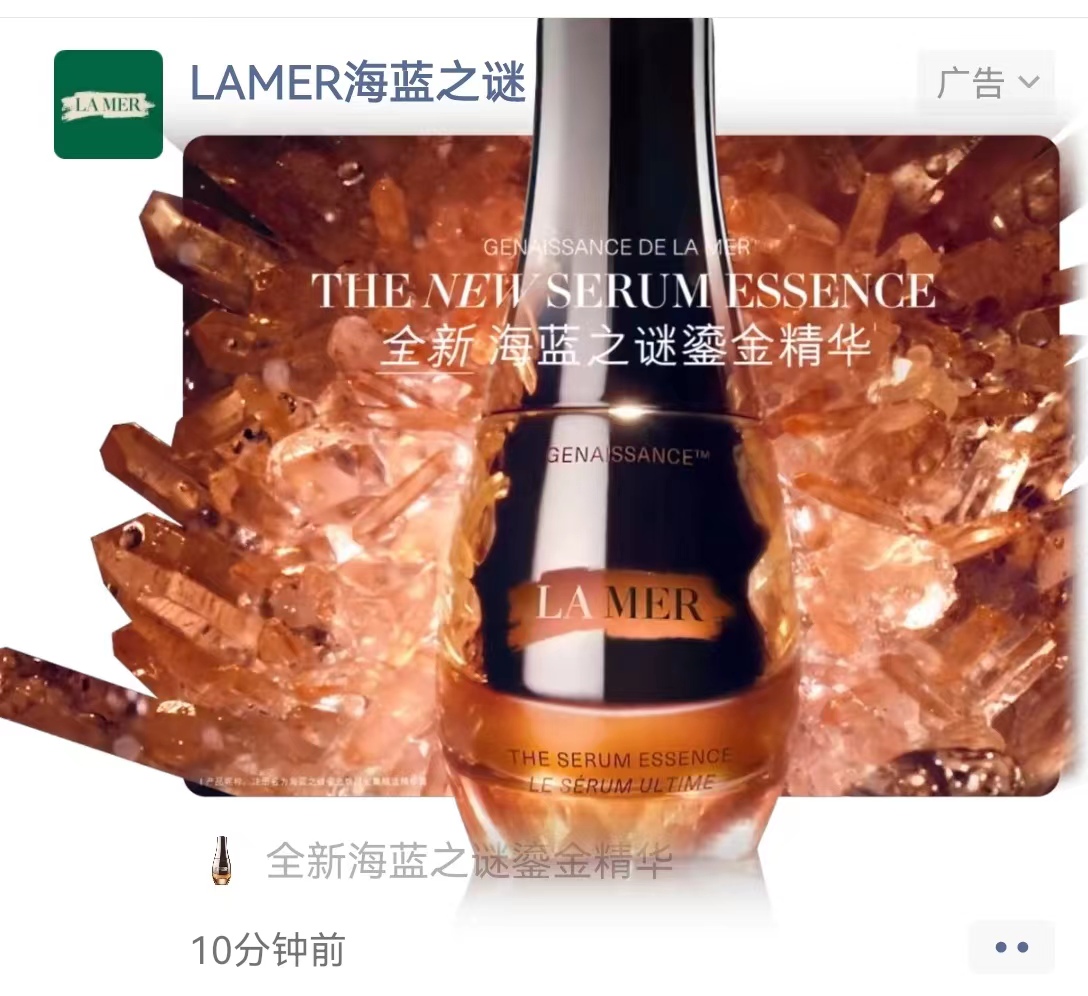 LA MER
LAMER海蓝之谜
广告
GENAISSANCE DE LA MER
THE NEW SERUM ESSENCE
全新 海蓝之谜鎏金精华
GENAISSANCE™
LA MER
THE SERUM ESSENCE
LE SÉRUM ULTIME
全新海蓝之谜鎏金精华
10分钟前